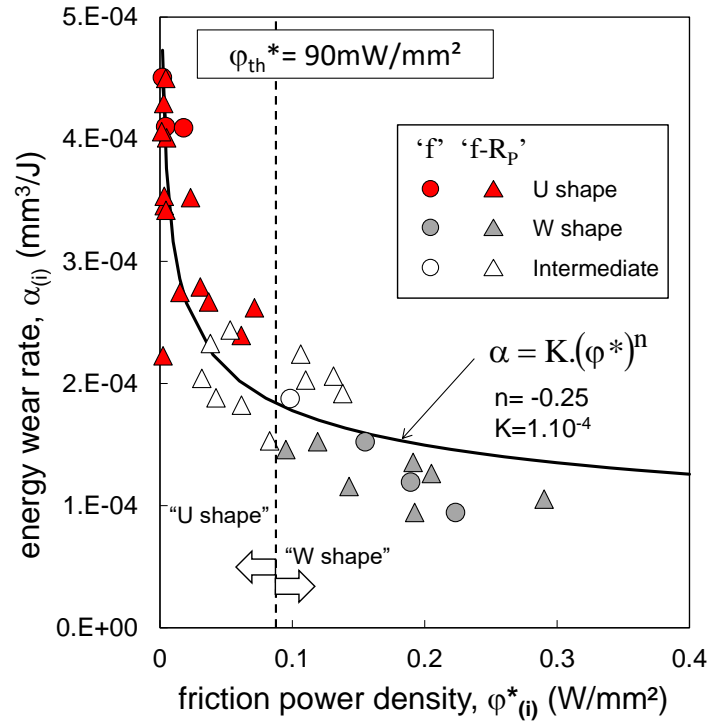 5.E-04
4.E-04
3.E-04
2.E-04
1.E-04
0.E+00
energy wear rate, α(i) (mm³/J)
φth*= 90mW/mm²
‘f’ ‘f-RP’
U shape
W shape
Intermediate
α = K.(φ*)ⁿ
n= -0.25
K=1.10⁻⁴
“U shape”
“W shape”
0 0.1 0.2 0.3 0.4
friction power density, φ*(i) (W/mm²)